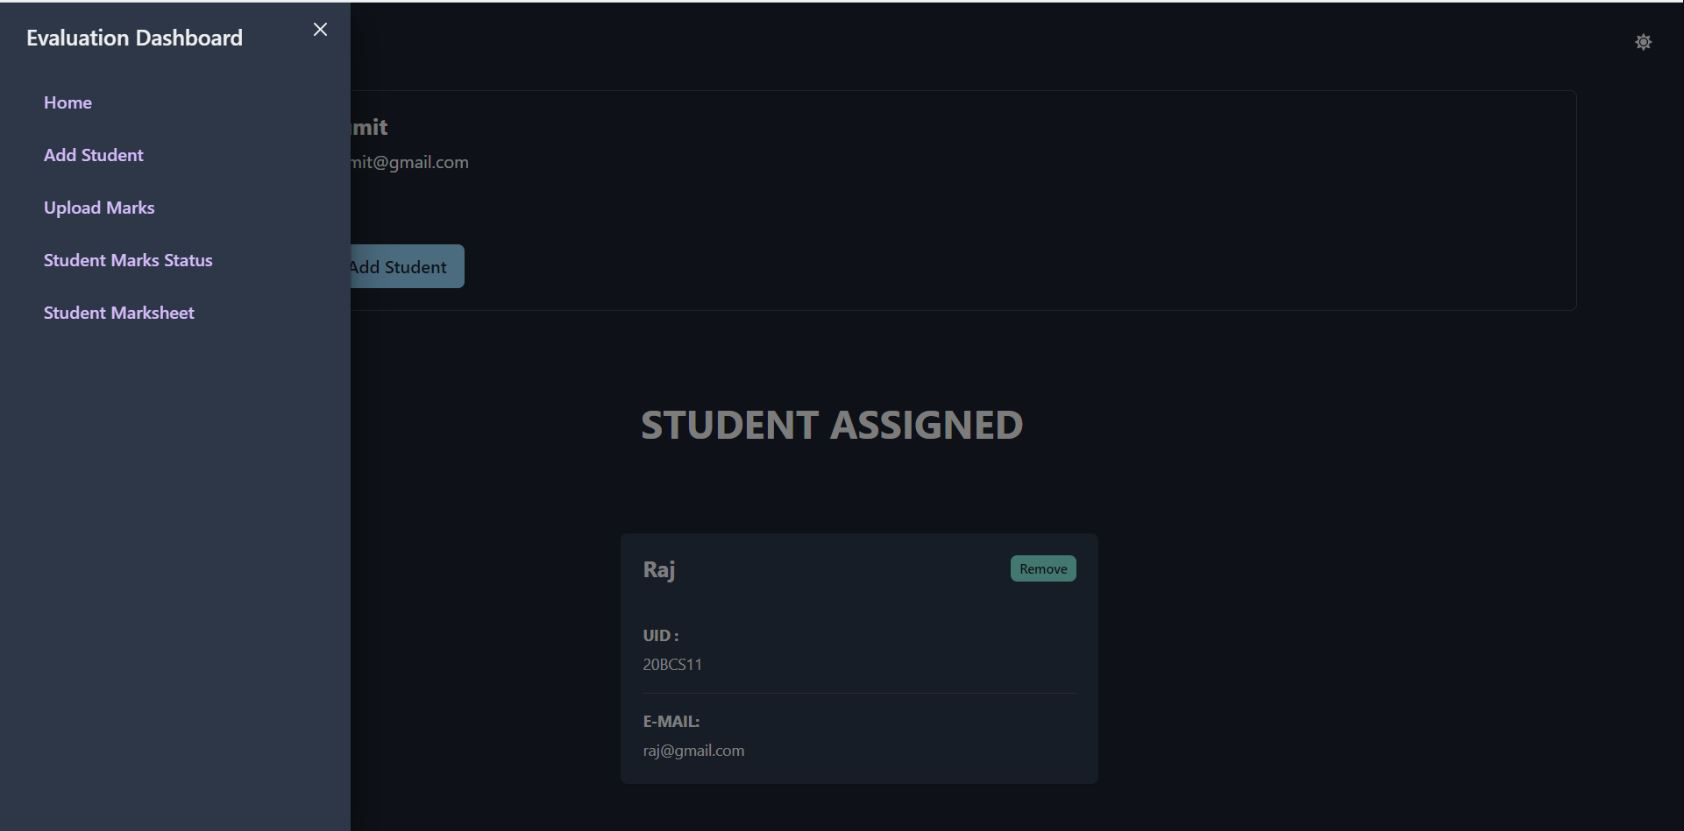 Evaluation Dashboard
Home
Add Student
Upload Marks
Student Marks Status
Student Marksheet
mit
mit@gmail.com
Add Student
STUDENT ASSIGNED
Raj
Remove
UID :
20BCS11
E-MAIL:
raj@gmail.com